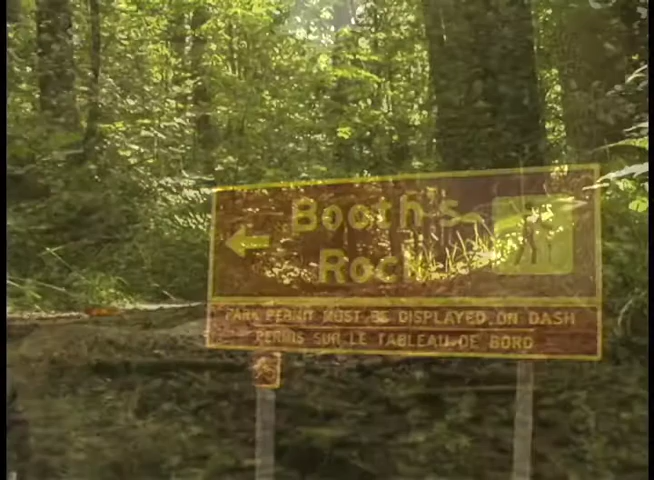 Booth's
Rock
PARK PERMIT MUST BE DISPLAYED ON DASH
PERMIS SUR LE TABLEAU DE BORD